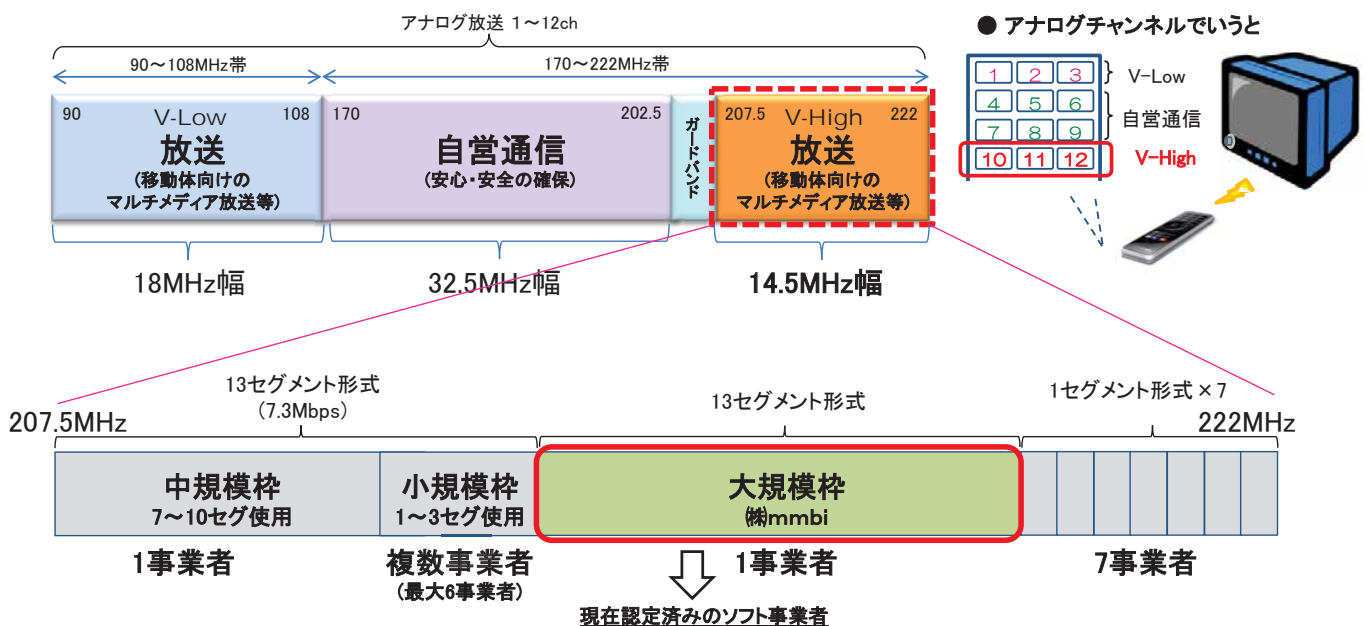 アナログ放送 1～12ch
90～108MHz帯
170～222MHz帯
90 V-Low 108
放送
(移動体向けの
マルチメディア放送等)
170 202.5
自営通信
(安心・安全の確保)
ガードバンド
207.5 V-High 222
放送
(移動体向けの
マルチメディア放送等)
18MHz幅
32.5MHz幅
14.5MHz幅
● アナログチャンネルでいうと
1 2 3
V-Low
4 5 6
7 8 9
自営通信
10 11 12
V-High
207.5MHz
13セグメント形式
(7.3Mbps)
13セグメント形式
1セグメント形式×7
222MHz
中規模枠
7～10セグ使用
小規模枠
1～3セグ使用
大規模枠
㈱mmbi
1事業者
複数事業者
(最大6事業者)
1事業者
7事業者
現在認定済みのソフト事業者